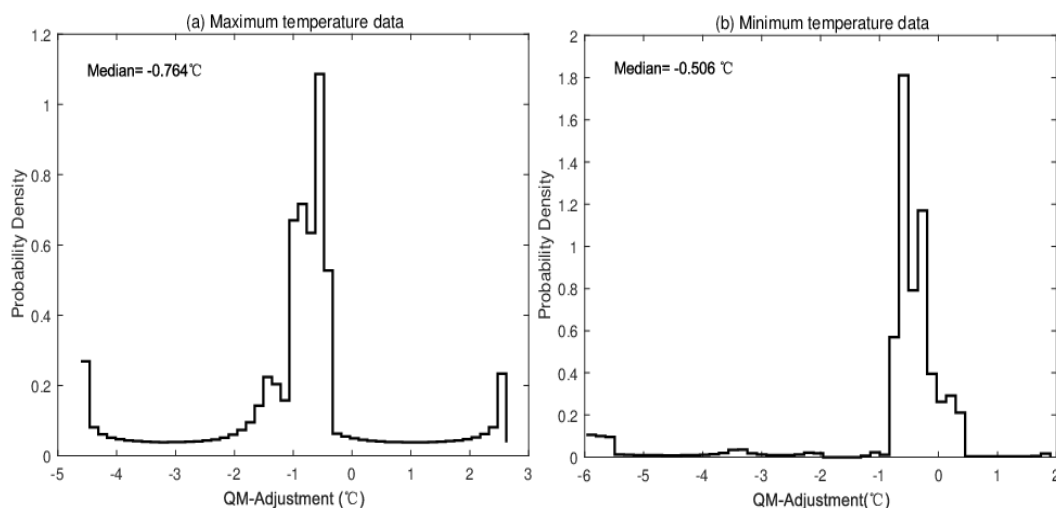 (a) Maximum temperature data
Median= -0.764℃
Probability Density
1.2
1
0.8
0.6
0.4
0.2
0
-5 -4 -3 -2 -1 0 1 2 3
QM-Adjustment (℃)
(b) Minimum temperature data
Median= -0.506 ℃
Probability Density
2
1.8
1.6
1.4
1.2
1
0.8
0.6
0.4
0.2
0
-6 -5 -4 -3 -2 -1 0 1 2
QM-Adjustment(℃)